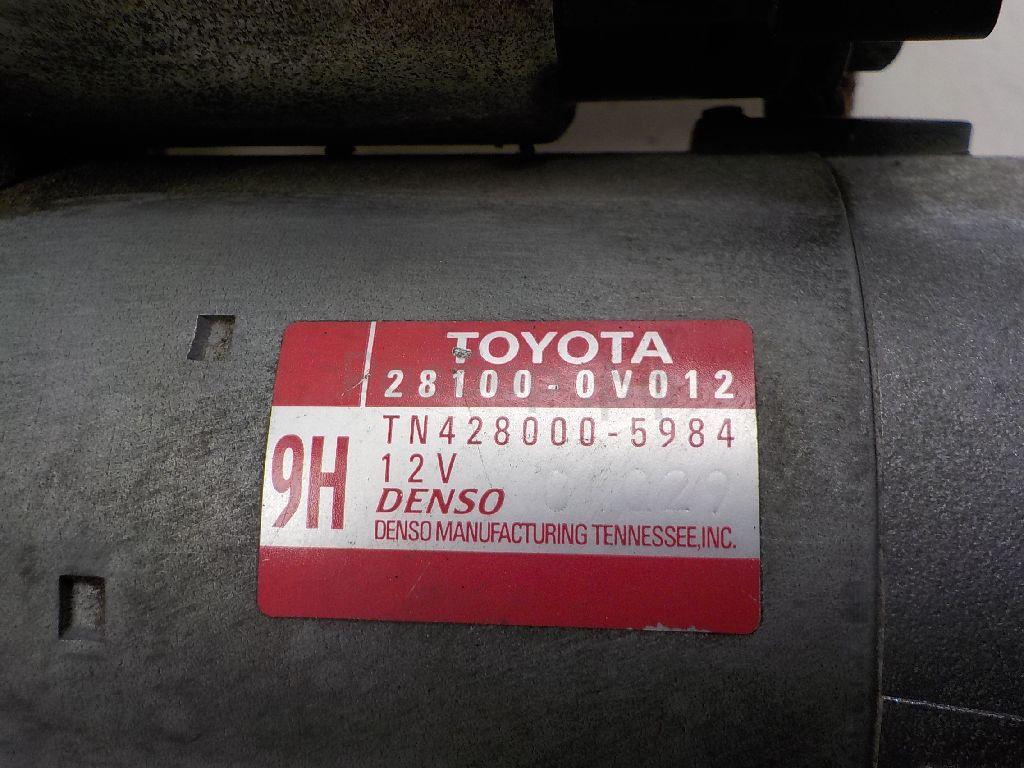 TOYOTA
28100-0V012
9H
TN428000-5984
12V
DENSO
DENSO MANUFACTURING TENNESSEE, INC.